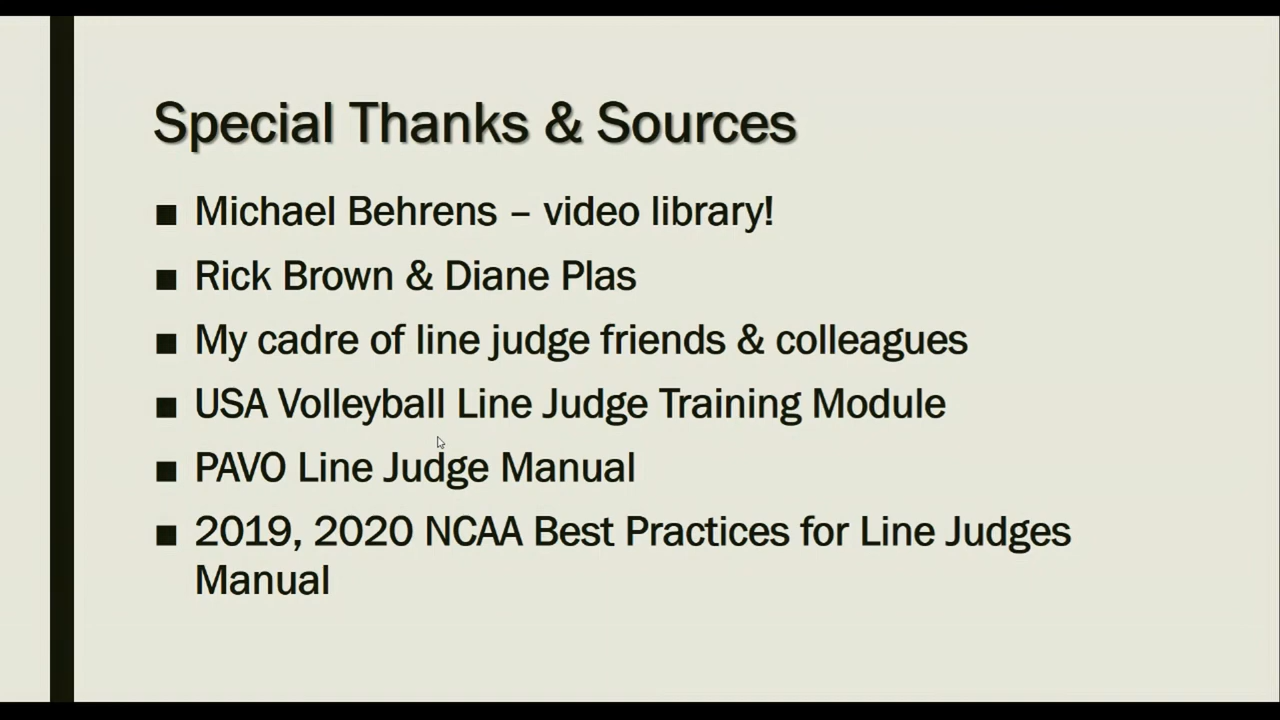 Special Thanks & Sources
■ Michael Behrens – video library!
■ Rick Brown & Diane Plas
■ My cadre of line judge friends & colleagues
■ USA Volleyball Line Judge Training Module
■ PAVO Line Judge Manual
■ 2019, 2020 NCAA Best Practices for Line Judges
Manual